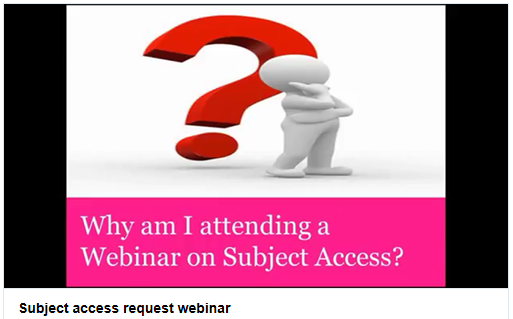 Why am I attending a
Webinar on Subject Access?
Subject access request webinar